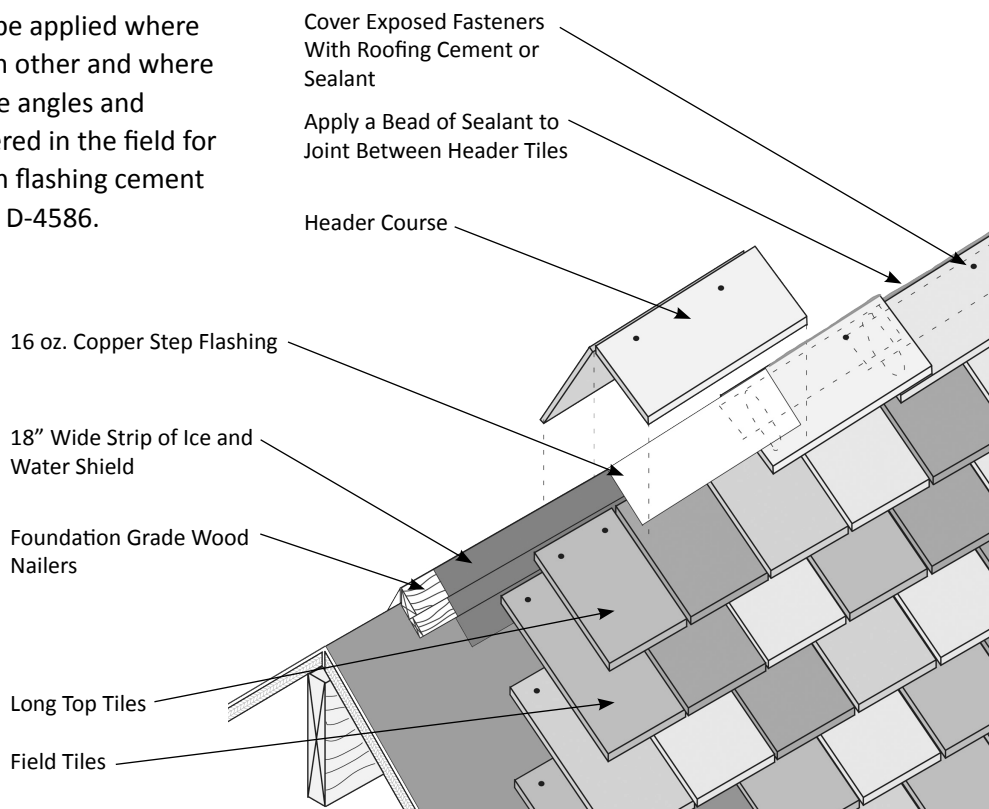 be applied where
n other and where
e angles and
ered in the field for
n flashing cement
D-4586.
Cover Exposed Fasteners
With Roofing Cement or
Sealant
Apply a Bead of Sealant to
Joint Between Header Tiles
Header Course
16 oz. Copper Step Flashing
18” Wide Strip of Ice and
Water Shield
Foundation Grade Wood
Nailers
Long Top Tiles
Field Tiles